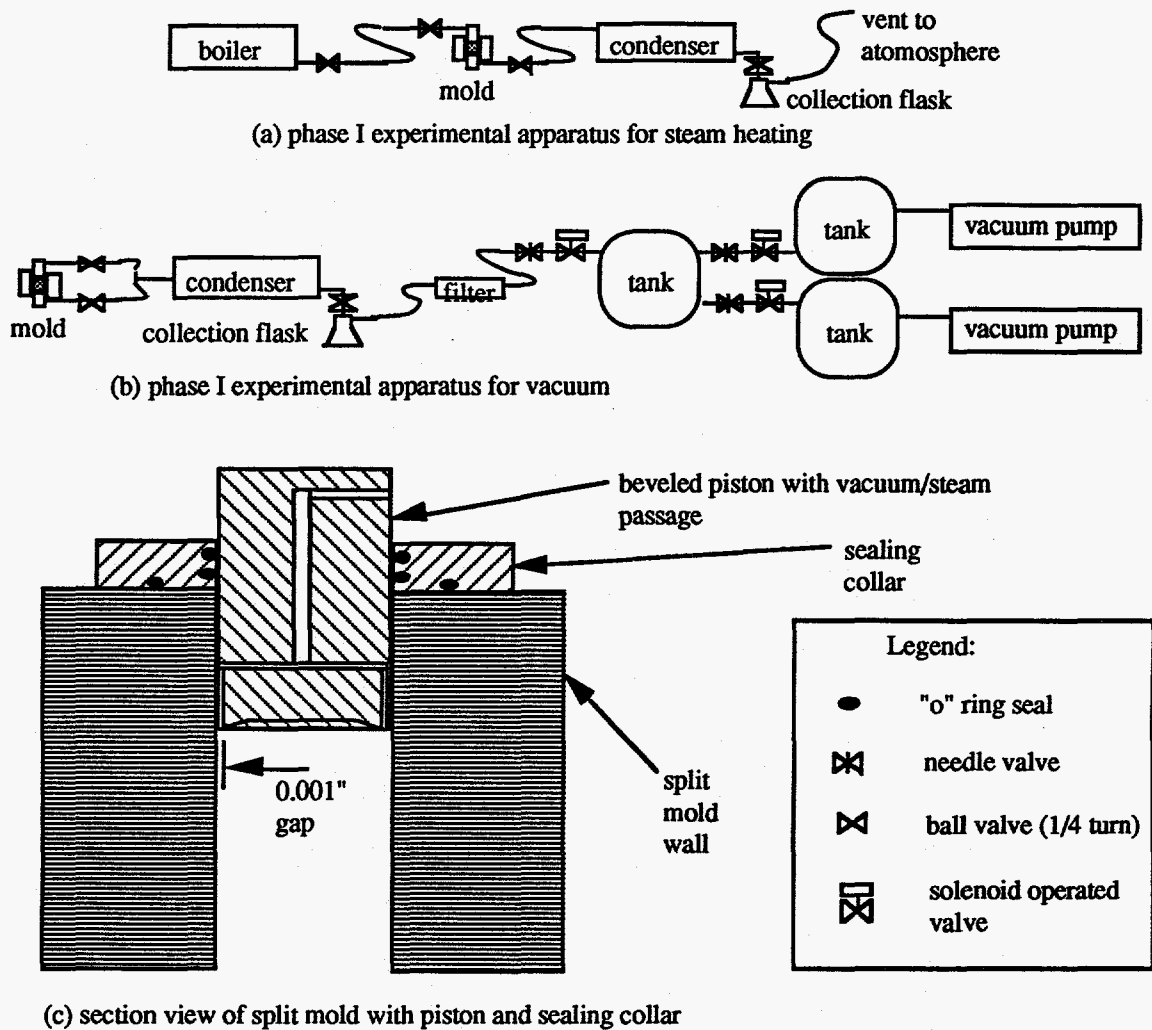 boiler
mold
condenser
vent to
atomosphere
collection flask
(a) phase I experimental apparatus for steam heating
mold
condenser
collection flask
filter
tank
tank
vacuum pump
tank
vacuum pump
(b) phase I experimental apparatus for vacuum
beveled piston with vacuum/steam
passage
sealing
collar
0.001"
gap
split
mold
wall
Legend:
"o" ring seal
needle valve
ball valve (1/4 turn)
solenoid operated
valve
(c) section view of split mold with piston and sealing collar